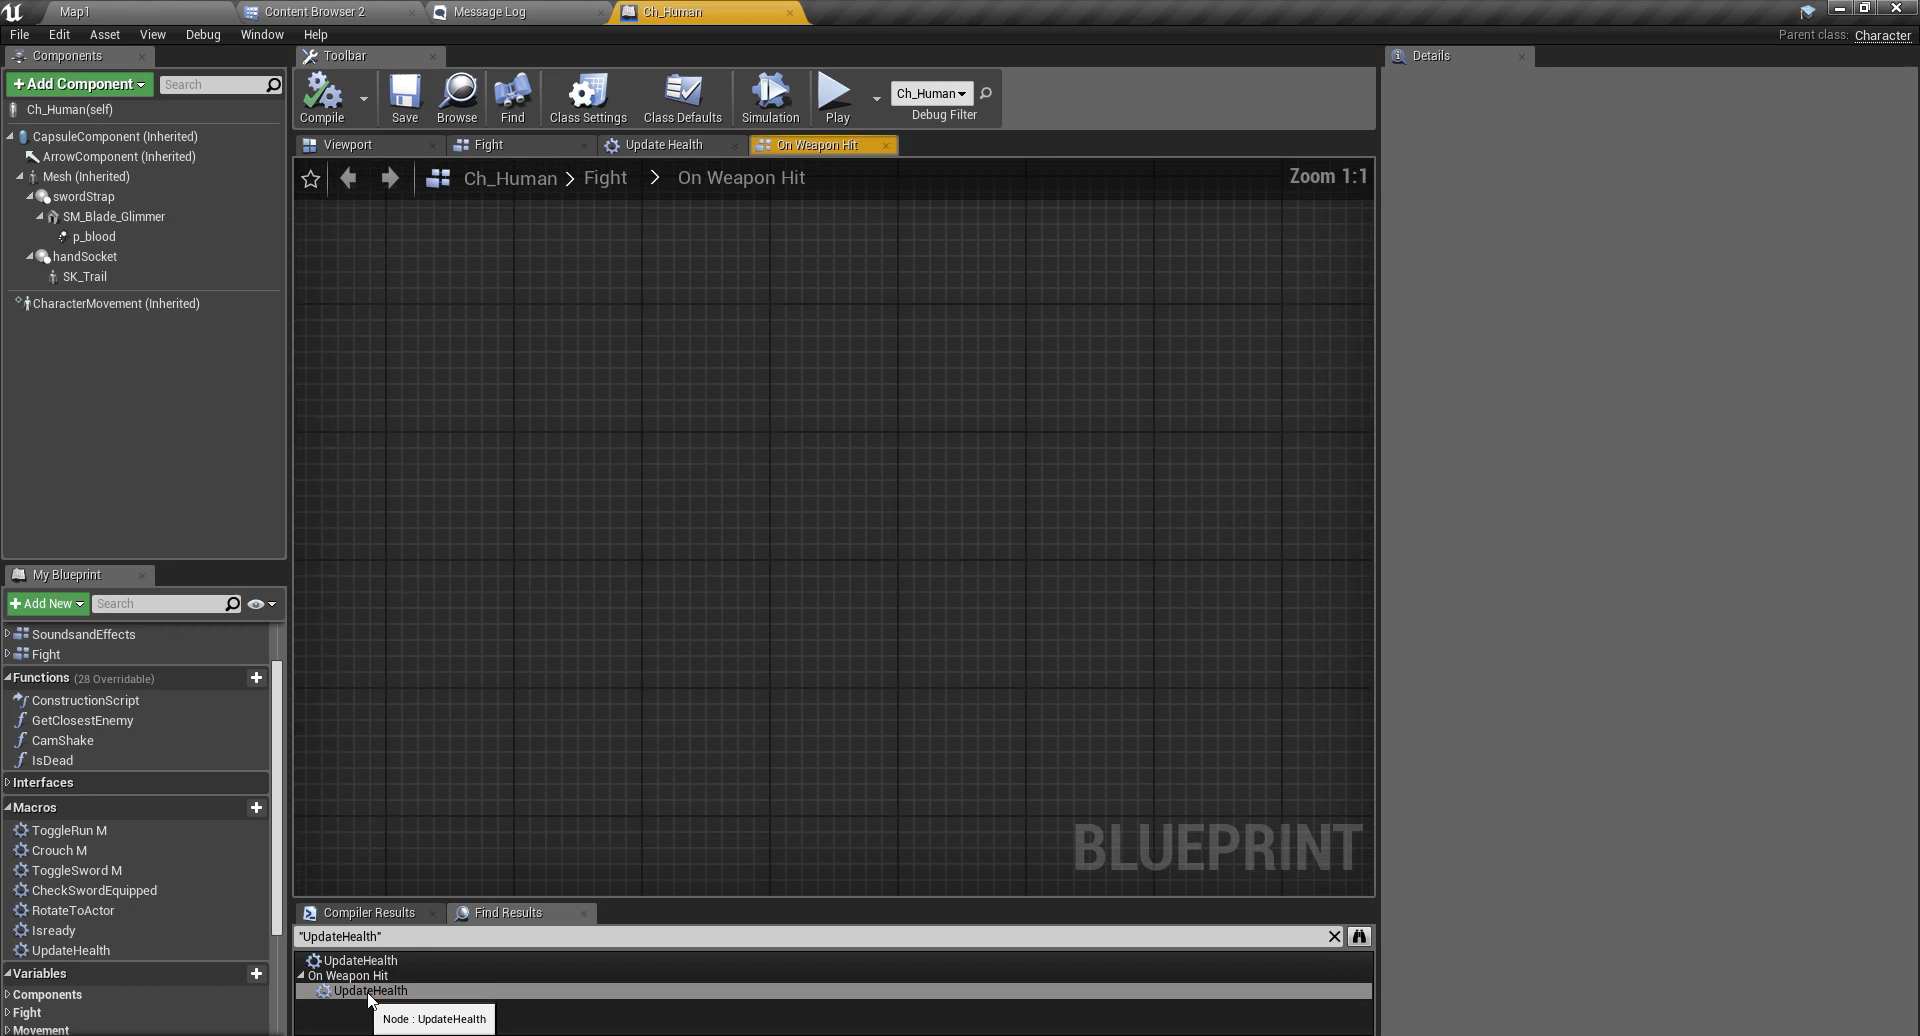 Map1
Content Browser 2
Message Log
Ch_Human
File Edit Asset View Debug Window Help
Parent class: Character
Components
+Add Component
Search
Ch_Human(self)
CapsuleComponent (Inherited)
ArrowComponent (Inherited)
Mesh (Inherited)
swordStrap
SM_Blade_Glimmer
p_blood
handSocket
SK_Trail
CharacterMovement (Inherited)
My Blueprint
+Add New
Search
SoundsandEffects
Fight
Functions (28 Overridable)
ConstructionScript
GetClosestEnemy
CamShake
IsDead
Interfaces
Macros
ToggleRun M
Crouch M
ToggleSword M
CheckSwordEquipped
RotateToActor
Isready
UpdateHealth
Variables
Components
Fight
Movement
Toolbar
Compile
Save
Browse
Find
Class Settings
Class Defaults
Simulation
Play
Ch_Human
Debug Filter
Viewport
Fight
Update Health
On Weapon Hit
Ch_Human > Fight > On Weapon Hit
Zoom 1:1
BLUEPRINT
Compiler Results
Find Results
"UpdateHealth"
UpdateHealth
On Weapon Hit
UpdateHealth
Node : UpdateHealth
Details